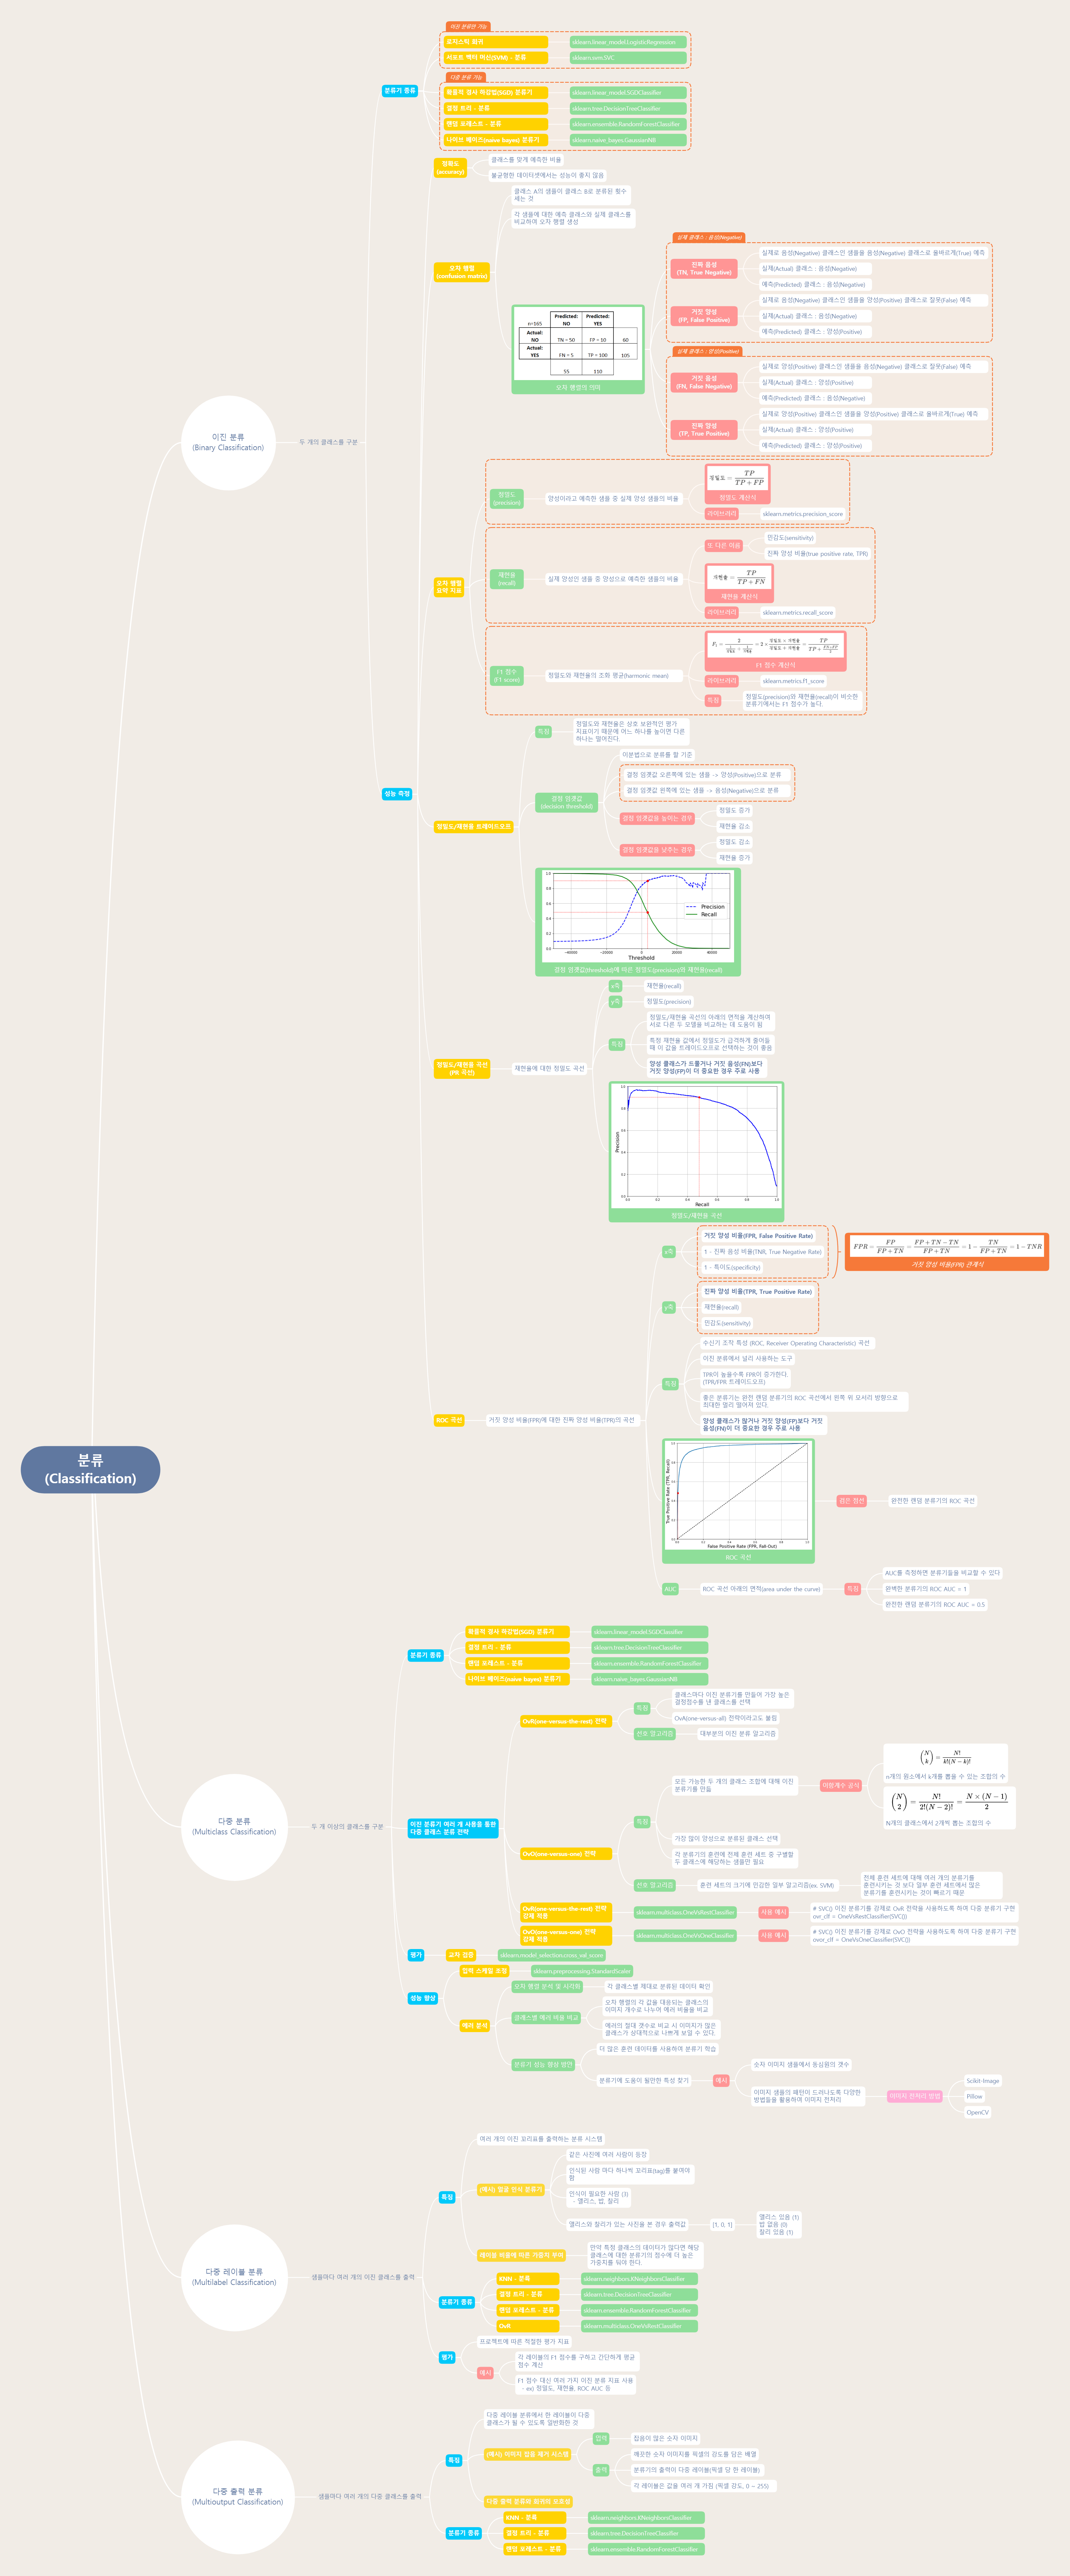 분류
(Classification)
이진 분류
(Binary Classification)
두 개의 클래스를 구분
분류기 종류
이진 분류만 가능
로지스틱 회귀
sklearn.linear_model.LogisticRegression
서포트 벡터 머신(SVM) - 분류
sklearn.svm.SVC
다중 분류 가능
확률적 경사 하강법(SGD) 분류기
sklearn.linear_model.SGDClassifier
결정 트리 - 분류
sklearn.tree.DecisionTreeClassifier
랜덤 포레스트 - 분류
sklearn.ensemble.RandomForestClassifier
나이브 베이즈(naive bayes) 분류기
sklearn.naive_bayes.GaussianNB
성능 측정
정확도
(accuracy)
클래스를 맞게 예측한 비율
불균형한 데이터셋에서는 성능이 좋지 않음
오차 행렬
(confusion matrix)
클래스 A의 샘플이 클래스 B로 분류된 횟수
세는 것
각 샘플에 대한 예측 클래스와 실제 클래스를
비교하여 오차 행렬 생성
n=165
Predicted:
NO
Predicted:
YES
Actual:
NO
TN = 50
FP = 10
60
Actual:
YES
FN = 5
TP = 100
105
55
110
오차 행렬의 의미
실제 클래스 : 음성(Negative)
진짜 음성
(TN, True Negative)
실제로 음성(Negative) 클래스인 샘플을 음성(Negative) 클래스로 올바르게(True) 예측
실제(Actual) 클래스 : 음성(Negative)
예측(Predicted) 클래스 : 음성(Negative)
거짓 양성
(FP, False Positive)
실제로 음성(Negative) 클래스인 샘플을 양성(Positive) 클래스로 잘못(False) 예측
실제(Actual) 클래스 : 음성(Negative)
예측(Predicted) 클래스 : 양성(Positive)
실제 클래스 : 양성(Positive)
거짓 음성
(FN, False Negative)
실제로 양성(Positive) 클래스인 샘플을 음성(Negative) 클래스로 잘못(False) 예측
실제(Actual) 클래스 : 양성(Positive)
예측(Predicted) 클래스 : 음성(Negative)
진짜 양성
(TP, True Positive)
실제로 양성(Positive) 클래스인 샘플을 양성(Positive) 클래스로 올바르게(True) 예측
실제(Actual) 클래스 : 양성(Positive)
예측(Predicted) 클래스 : 양성(Positive)
오차 행렬
요약 지표
정밀도
(precision)
양성이라고 예측한 샘플 중 실제 양성 샘플의 비율
정밀도 = TP / (TP + FP)
정밀도 계산식
라이브러리
sklearn.metrics.precision_score
재현율
(recall)
실제 양성인 샘플 중 양성으로 예측한 샘플의 비율
또 다른 이름
민감도(sensitivity)
진짜 양성 비율(true positive rate, TPR)
재현율 = TP / (TP + FN)
재현율 계산식
라이브러리
sklearn.metrics.recall_score
F1 점수
(F1 score)
정밀도와 재현율의 조화 평균(harmonic mean)
F1 = 2 / (1/정밀도 + 1/재현율) = 2 × (정밀도 × 재현율) / (정밀도 + 재현율) = TP / (TP + (FN+FP)/2)
F1 점수 계산식
라이브러리
sklearn.metrics.f1_score
특징
정밀도(precision)와 재현율(recall)이 비슷한
분류기에서는 F1 점수가 높다.
정밀도/재현율 트레이드오프
특징
정밀도와 재현율은 상호 보완적인 평가
지표이기 때문에 어느 하나를 높이면 다른
하나는 떨어진다.
결정 임곗값
(decision threshold)
이분법으로 분류를 할 기준
결정 임곗값 오른쪽에 있는 샘플 -> 양성(Positive)으로 분류
결정 임곗값 왼쪽에 있는 샘플 -> 음성(Negative)으로 분류
결정 임곗값을 높이는 경우
정밀도 증가
재현율 감소
결정 임곗값을 낮추는 경우
정밀도 감소
재현율 증가
1.0
0.8
0.6
0.4
0.2
0.0
Precision
Recall
-40000 -20000 0 20000 40000
Threshold
결정 임곗값(threshold)에 따른 정밀도(precision)와 재현율(recall)
정밀도/재현율 곡선
(PR 곡선)
재현율에 대한 정밀도 곡선
x축
재현율(recall)
y축
정밀도(precision)
특징
정밀도/재현율 곡선의 아래의 면적을 계산하여
서로 다른 두 모델을 비교하는 데 도움이 됨
특정 재현율 값에서 정밀도가 급격하게 줄어들
때 이 값을 트레이드오프로 선택하는 것이 좋음
양성 클래스가 드물거나 거짓 음성(FN)보다
거짓 양성(FP)이 더 중요한 경우 주로 사용
1.0
0.8
0.6
0.4
0.2
0.0
Precision
0.0 0.2 0.4 0.6 0.8 1.0
Recall
정밀도/재현율 곡선
ROC 곡선
거짓 양성 비율(FPR)에 대한 진짜 양성 비율(TPR)의 곡선
x축
거짓 양성 비율(FPR, False Positive Rate)
1 - 진짜 음성 비율(TNR, True Negative Rate)
1 - 특이도(specificity)
FPR = FP / (FP + TN) = (FP + TN − TN) / (FP + TN) = 1 − TN / (FP + TN) = 1 − TNR
거짓 양성 비율(FPR) 관계식
y축
진짜 양성 비율(TPR, True Positive Rate)
재현율(recall)
민감도(sensitivity)
특징
수신기 조작 특성 (ROC, Receiver Operating Characteristic) 곡선
이진 분류에서 널리 사용하는 도구
TPR이 높을수록 FPR이 증가한다.
(TPR/FPR 트레이드오프)
좋은 분류기는 완전 랜덤 분류기의 ROC 곡선에서 왼쪽 위 모서리 방향으로
최대한 멀리 떨어져 있다.
양성 클래스가 많거나 거짓 양성(FP)보다 거짓
음성(FN)이 더 중요한 경우 주로 사용
True Positive Rate (TPR, Recall)
1.0
0.8
0.6
0.4
0.2
0.0
0.0 0.2 0.4 0.6 0.8 1.0
False Positive Rate (FPR, Fall-Out)
ROC 곡선
검은 점선
완전한 랜덤 분류기의 ROC 곡선
AUC
ROC 곡선 아래의 면적(area under the curve)
특징
AUC를 측정하면 분류기들을 비교할 수 있다
완벽한 분류기의 ROC AUC = 1
완전한 랜덤 분류기의 ROC AUC = 0.5
다중 분류
(Multiclass Classification)
두 개 이상의 클래스를 구분
분류기 종류
확률적 경사 하강법(SGD) 분류기
sklearn.linear_model.SGDClassifier
결정 트리 - 분류
sklearn.tree.DecisionTreeClassifier
랜덤 포레스트 - 분류
sklearn.ensemble.RandomForestClassifier
나이브 베이즈(naive bayes) 분류기
sklearn.naive_bayes.GaussianNB
이진 분류기 여러 개 사용을 통한
다중 클래스 분류 전략
OvR(one-versus-the-rest) 전략
특징
클래스마다 이진 분류기를 만들어 가장 높은
결정점수를 낸 클래스를 선택
OvA(one-versus-all) 전략이라고도 불림
선호 알고리즘
대부분의 이진 분류 알고리즘
OvO(one-versus-one) 전략
특징
모든 가능한 두 개의 클래스 조합에 대해 이진
분류기를 만듦
이항계수 공식
(N k) = N! / k!(N − k)!
n개의 원소에서 k개를 뽑을 수 있는 조합의 수
(N 2) = N! / 2!(N − 2)! = N × (N − 1) / 2
N개의 클래스에서 2개씩 뽑는 조합의 수
가장 많이 양성으로 분류된 클래스 선택
각 분류기의 훈련에 전체 훈련 세트 중 구별할
두 클래스에 해당하는 샘플만 필요
선호 알고리즘
훈련 세트의 크기에 민감한 일부 알고리즘(ex. SVM)
전체 훈련 세트에 대해 여러 개의 분류기를
훈련시키는 것 보다 일부 훈련 세트에서 많은
분류기를 훈련시키는 것이 빠르기 때문
OvR(one-versus-the-rest) 전략
강제 적용
sklearn.multiclass.OneVsRestClassifier
사용 예시
# SVC() 이진 분류기를 강제로 OvR 전략을 사용하도록 하여 다중 분류기 구현
ovr_clf = OneVsRestClassifier(SVC())
OvO(one-versus-one) 전략
강제 적용
sklearn.multiclass.OneVsOneClassifier
사용 예시
# SVC() 이진 분류기를 강제로 OvO 전략을 사용하도록 하여 다중 분류기 구현
ovor_clf = OneVsOneClassifier(SVC())
평가
교차 검증
sklearn.model_selection.cross_val_score
성능 향상
입력 스케일 조정
sklearn.preprocessing.StandardScaler
에러 분석
오차 행렬 분석 및 시각화
각 클래스별 제대로 분류된 데이터 확인
클래스별 에러 비율 비교
오차 행렬의 각 값을 대응되는 클래스의
이미지 개수로 나누어 에러 비율을 비교
에러의 절대 갯수로 비교 시 이미지가 많은
클래스가 상대적으로 나쁘게 보일 수 있다.
분류기 성능 향상 방안
더 많은 훈련 데이터를 사용하여 분류기 학습
분류기에 도움이 될만한 특성 찾기
예시
숫자 이미지 샘플에서 동심원의 갯수
이미지 샘플의 패턴이 드러나도록 다양한
방법들을 활용하여 이미지 전처리
이미지 전처리 방법
Scikit-Image
Pillow
OpenCV
다중 레이블 분류
(Multilabel Classification)
샘플마다 여러 개의 이진 클래스를 출력
특징
여러 개의 이진 꼬리표를 출력하는 분류 시스템
(예시) 얼굴 인식 분류기
같은 사진에 여러 사람이 등장
인식된 사람 마다 하나씩 꼬리표(tag)를 붙여야
함
인식이 필요한 사람 (3)
- 앨리스, 밥, 찰리
앨리스와 찰리가 있는 사진을 본 경우 출력값
[1, 0, 1]
앨리스 있음 (1)
밥 없음 (0)
찰리 있음 (1)
레이블 비율에 따른 가중치 부여
만약 특정 클래스의 데이터가 많다면 해당
클래스에 대한 분류기의 점수에 더 높은
가중치를 둬야 한다.
분류기 종류
KNN - 분류
sklearn.neighbors.KNeighborsClassifier
결정 트리 - 분류
sklearn.tree.DecisionTreeClassifier
랜덤 포레스트 - 분류
sklearn.ensemble.RandomForestClassifier
OvR
sklearn.multiclass.OneVsRestClassifier
평가
프로젝트에 따른 적절한 평가 지표
예시
각 레이블의 F1 점수를 구하고 간단하게 평균
점수 계산
F1 점수 대신 여러 가지 이진 분류 지표 사용
- ex) 정밀도, 재현율, ROC AUC 등
다중 출력 분류
(Multioutput Classification)
샘플마다 여러 개의 다중 클래스를 출력
특징
다중 레이블 분류에서 한 레이블이 다중
클래스가 될 수 있도록 일반화한 것
(예시) 이미지 잡음 제거 시스템
입력
잡음이 많은 숫자 이미지
출력
깨끗한 숫자 이미지를 픽셀의 강도를 담은 배열
분류기의 출력이 다중 레이블(픽셀 당 한 레이블)
각 레이블은 값을 여러 개 가짐 (픽셀 강도, 0 ~ 255)
다중 출력 분류와 회귀의 모호성
분류기 종류
KNN - 분류
sklearn.neighbors.KNeighborsClassifier
결정 트리 - 분류
sklearn.tree.DecisionTreeClassifier
랜덤 포레스트 - 분류
sklearn.ensemble.RandomForestClassifier